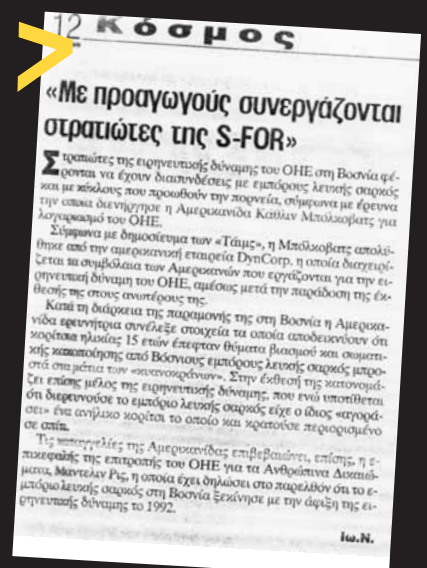 12 Κόσμος
«Με προαγωγούς συνεργάζονται
στρατιώτες της S-FOR»
Στρατιώτες της ειρηνευτικής δύναμης του ΟΗΕ στη Βοσνία φέ-
ρονται να έχουν διασυνδέσεις με εμπόρους λευκής σαρκός
και με κύκλους που προωθούν την πορνεία, σύμφωνα με έρευνα
την οποία διενήργησε η Αμερικανίδα Κάθλιν Μπόλκοβατς για
λογαριασμό του ΟΗΕ.
Σύμφωνα με δημοσίευμα των «Τάιμς», η Μπόλκοβατς απολύ-
θηκε από την αμερικανική εταιρεία DynCorp. η οποία διαχειρί-
ζεται τα συμβόλαια των Αμερικανών που εργάζονται για την ει-
ρηνευτική δύναμη του ΟΗΕ, αμέσως μετά την παράδοση της έκ-
θεσής της στους ανωτέρους της.
Κατά τη διάρκεια της παραμονής της στη Βοσνία η Αμερικα-
νίδα ερευνήτρια συνέλεξε στοιχεία τα οποία αποδεικνύουν ότι
κορίτσια ηλικίας 15 ετών έπεφταν θύματα βιασμού και σωματι-
κής κακοποίησης από Βόσνιους εμπόρους λευκής σαρκός μπρο-
στά στα μάτια των «κυανοκράνων». Στην έκθεσή της κατονομά-
ζει επίσης μέλος της ειρηνευτικής δύναμης, που ενώ υποτίθεται
ότι διερευνούσε το εμπόριο λευκής σαρκός είχε ο ίδιος «αγορά-
σει» ένα ανήλικο κορίτσι το οποίο και κρατούσε περιορισμένο
σε σπίτι.
Τις καταγγελίες της Αμερικανίδας επιβεβαιώνει, επίσης, η ε-
πικεφαλής της επιτροπής του ΟΗΕ για τα Ανθρώπινα Δικαιώ-
ματα, Μάντελιν Ρις, η οποία έχει δηλώσει στο παρελθόν ότι το ε-
μπόριο λευκής σαρκός στη Βοσνία ξεκίνησε με την άφιξη της ει-
ρηνευτικής δύναμης το 1992.
Ιω.Ν.